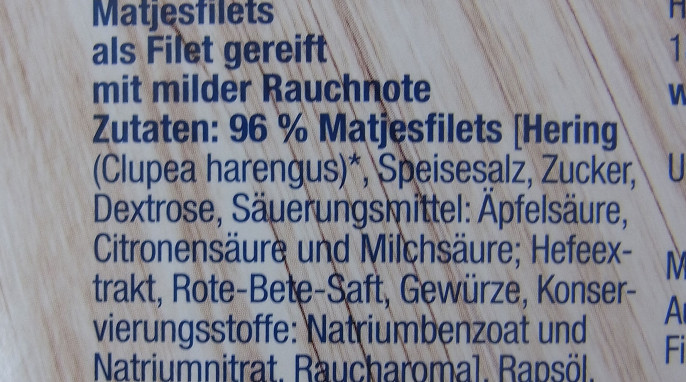 Matjesfilets
als Filet gereift
mit milder Rauchnote
Zutaten: 96 % Matjesfilets [Hering
(Clupea harengus)*, Speisesalz, Zucker,
Dextrose, Säuerungsmittel: Äpfelsäure,
Citronensäure und Milchsäure; Hefeex-
trakt, Rote-Bete-Saft, Gewürze, Konser-
vierungsstoffe: Natriumbenzoat und
Natriumnitrat, Raucharoma], Rapsöl.